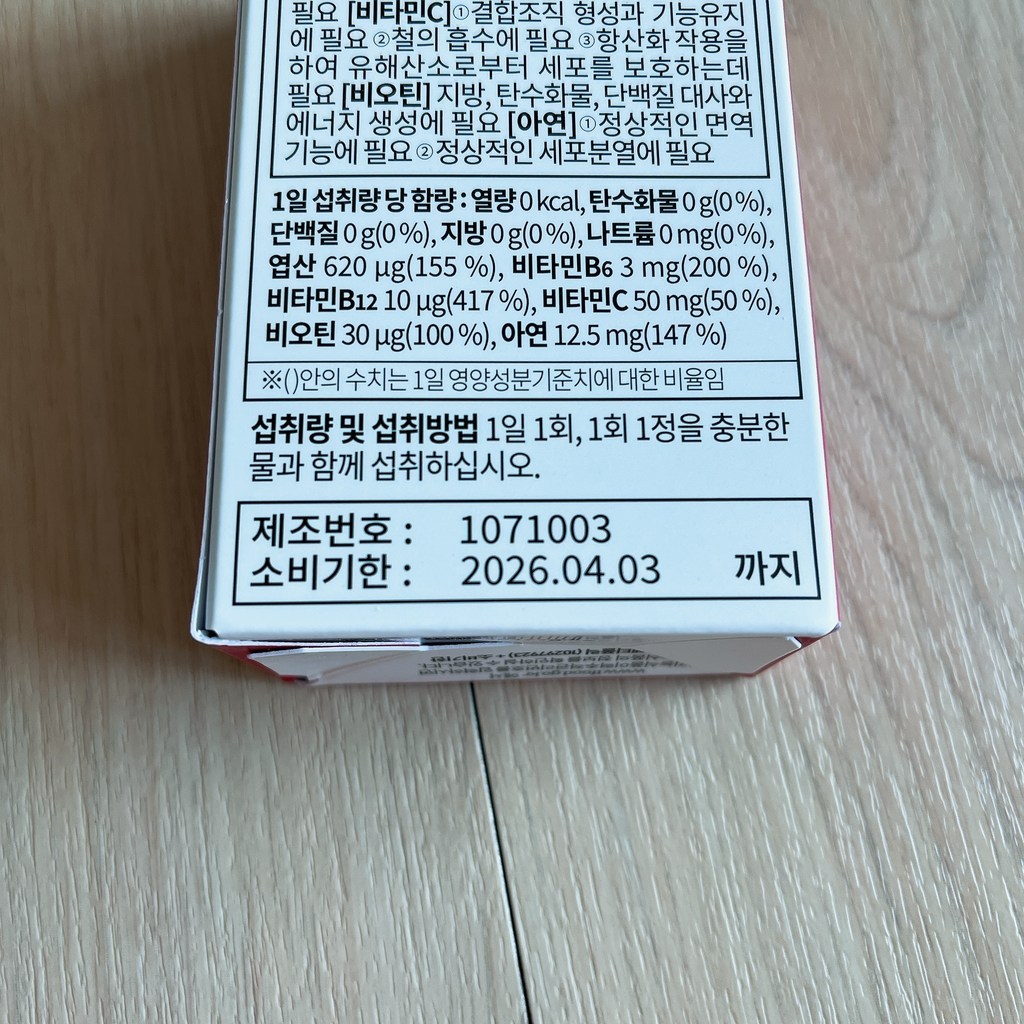 필요 [비타민C] ①결합조직 형성과 기능유지
에 필요 ②철의 흡수에 필요 ③항산화 작용을
하여 유해산소로부터 세포를 보호하는데
필요 [비오틴] 지방, 탄수화물, 단백질 대사와
에너지 생성에 필요 [아연] ①정상적인 면역
기능에 필요 ②정상적인 세포분열에 필요
1일 섭취량 당 함량 : 열량 0 kcal, 탄수화물 0 g(0 %),
단백질 0 g(0 %), 지방 0 g(0 %), 나트륨 0 mg(0 %),
엽산 620 µg(155 %), 비타민B6 3 mg(200 %),
비타민B12 10 µg(417 %), 비타민C 50 mg(50 %),
비오틴 30 µg(100 %), 아연 12.5 mg(147 %)
※( )안의 수치는 1일 영양성분기준치에 대한 비율임
섭취량 및 섭취방법 1일 1회, 1회 1정을 충분한
물과 함께 섭취하십시오.
제조번호 : 1071003
소비기한 : 2026.04.03 까지
www.food
(10297923) + 소비기한